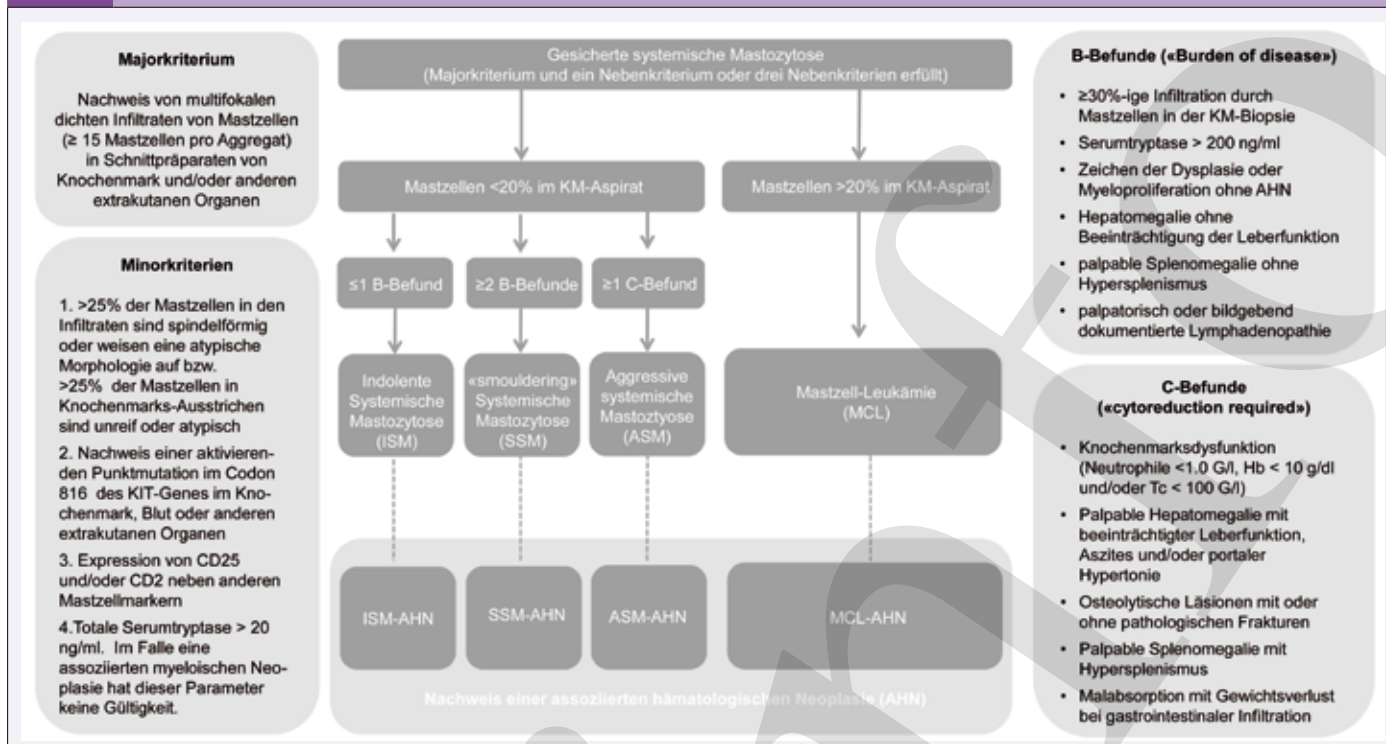 Majorkriterium
Nachweis von multifokalen
dichten Infiltraten von Mastzellen
(≥ 15 Mastzellen pro Aggregat)
in Schnittpräparaten von
Knochenmark und/oder anderen
extrakutanen Organen
Minorkriterien
1. >25% der Mastzellen in den
Infiltraten sind spindelförmig
oder weisen eine atypische
Morphologie auf bzw.
>25% der Mastzellen in
Knochenmarks-Ausstrichen
sind unreif oder atypisch
2. Nachweis einer aktivieren-
den Punktmutation im Codon
816 des KIT-Genes im Kno-
chenmark, Blut oder anderen
extrakutanen Organen
3. Expression von CD25
und/oder CD2 neben anderen
Mastzellmarkern
4.Totale Serumtryptase > 20
ng/ml. Im Falle eine
assoziierten myeloischen Neo-
plasie hat dieser Parameter
keine Gültigkeit.
Gesicherte systemische Mastozytose
(Majorkriterium und ein Nebenkriterium oder drei Nebenkriterien erfüllt)
Mastzellen <20% im KM-Aspirat
Mastzellen >20% im KM-Aspirat
≤1 B-Befund
≥2 B-Befunde
≥1 C-Befund
Indolente
Systemische
Mastozytose
(ISM)
«smouldering»
Systemische
Mastozytose
(SSM)
Aggressive
systemische
Mastoztyose
(ASM)
Mastzell-Leukämie
(MCL)
ISM-AHN
SSM-AHN
ASM-AHN
MCL-AHN
Nachweis einer assoziierten hämatologischen Neoplasie (AHN)
B-Befunde («Burden of disease»)
• ≥30%-ige Infiltration durch
Mastzellen in der KM-Biopsie
• Serumtryptase > 200 ng/ml
• Zeichen der Dysplasie oder
Myeloproliferation ohne AHN
• Hepatomegalie ohne
Beeinträchtigung der Leberfunktion
• palpable Splenomegalie ohne
Hypersplenismus
• palpatorisch oder bildgebend
dokumentierte Lymphadenopathie
C-Befunde
(«cytoreduction required»)
• Knochenmarksdysfunktion
(Neutrophile <1.0 G/l, Hb < 10 g/dl
und/oder Tc < 100 G/l)
• Palpable Hepatomegalie mit
beeinträchtigter Leberfunktion,
Aszites und/oder portaler
Hypertonie
• Osteolytische Läsionen mit oder
ohne pathologischen Frakturen
• Palpable Splenomegalie mit
Hypersplenismus
• Malabsorption mit Gewichtsverlust
bei gastrointestinaler Infiltration